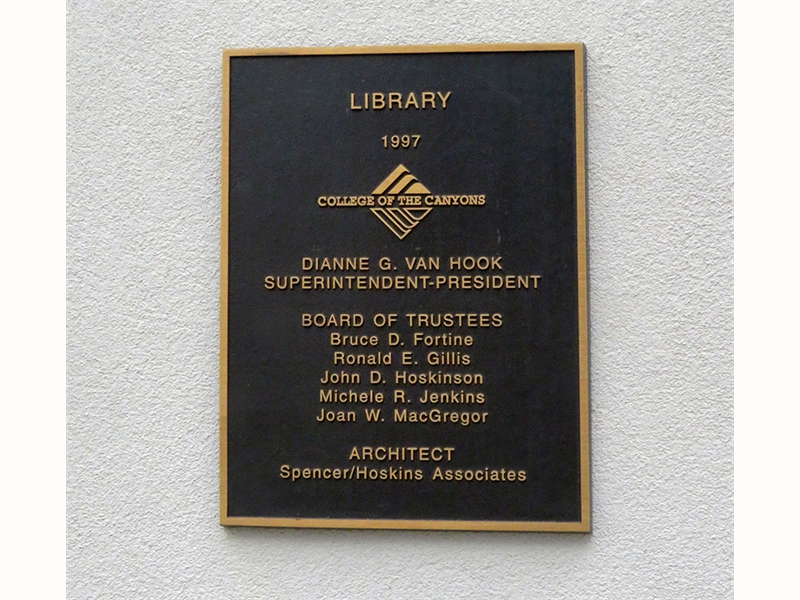 LIBRARY
1997
COLLEGE OF THE CANYONS
DIANNE G. VAN HOOK
SUPERINTENDENT-PRESIDENT
BOARD OF TRUSTEES
Bruce D. Fortine
Ronald E. Gillis
John D. Hoskinson
Michele R. Jenkins
Joan W. MacGregor
ARCHITECT
Spencer/Hoskins Associates